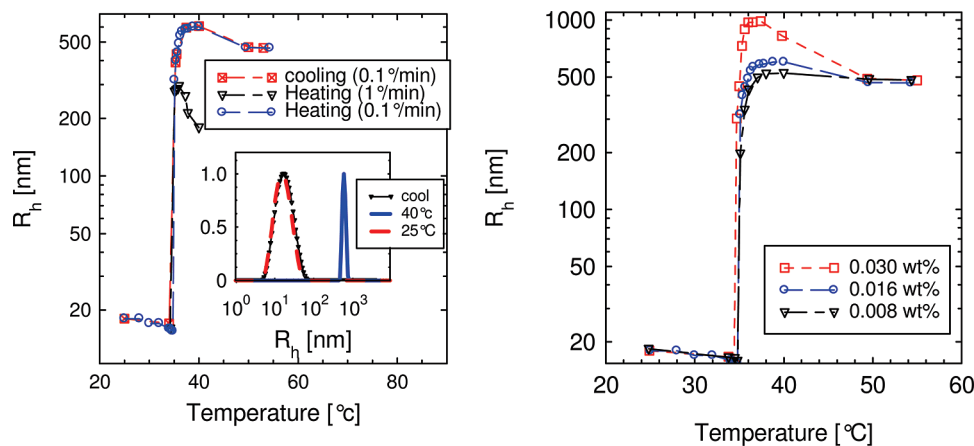 R_h [nm]
500
200
100
50
20
cooling (0.1°/min)
Heating (1°/min)
Heating (0.1°/min)
1.0
0.5
0
cool
40°c
25°C
10^0 10^1 10^2 10^3
R_h [nm]
20 40 60 80
Temperature [°c]
R_h [nm]
1000
500
200
100
50
20
0.030 wt%
0.016 wt%
0.008 wt%
20 30 40 50 60
Temperature [°C]